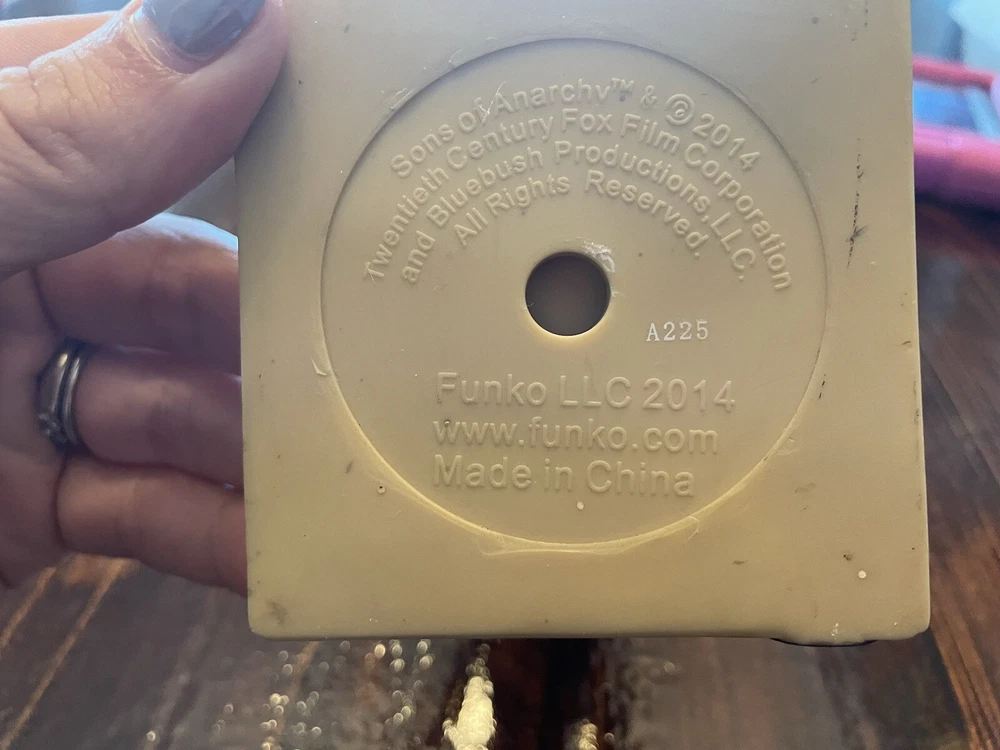 Sons of Anarchy™ & © 2014
Twentieth Century Fox Film Corporation
and Bluebush Productions, LLC.
All Rights Reserved.
A225
Funko LLC 2014
www.funko.com
Made in China